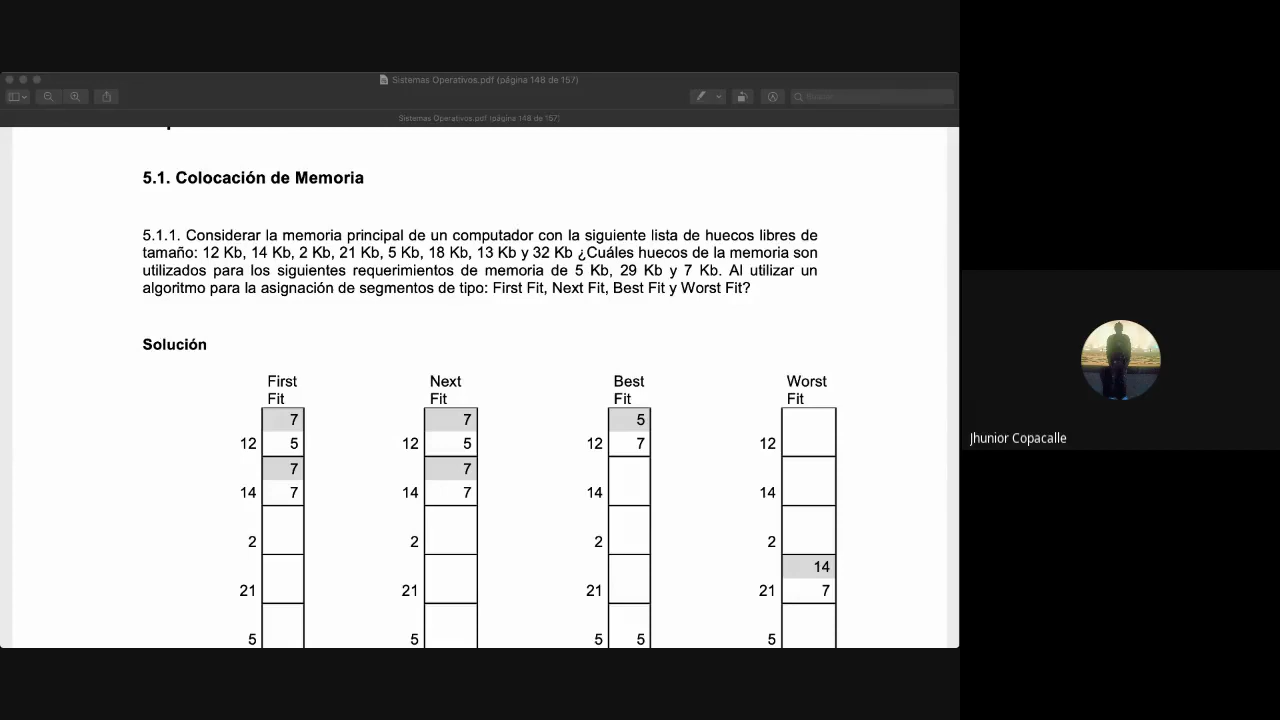 Sistemas Operativos.pdf (página 148 de 157)
Buscar
Sistemas Operativos.pdf (página 148 de 157)
5.1. Colocación de Memoria
5.1.1. Considerar la memoria principal de un computador con la siguiente lista de huecos libres de
tamaño: 12 Kb, 14 Kb, 2 Kb, 21 Kb, 5 Kb, 18 Kb, 13 Kb y 32 Kb ¿Cuáles huecos de la memoria son
utilizados para los siguientes requerimientos de memoria de 5 Kb, 29 Kb y 7 Kb. Al utilizar un
algoritmo para la asignación de segmentos de tipo: First Fit, Next Fit, Best Fit y Worst Fit?
Solución
First Next Best Worst
Fit Fit Fit Fit
7 7 5
12 5 12 5 12 7 12
7 7
14 7 14 7 14 14
2 2 2 2
14
21 21 21 21 7
5 5 5 5 5
Jhunior Copacalle